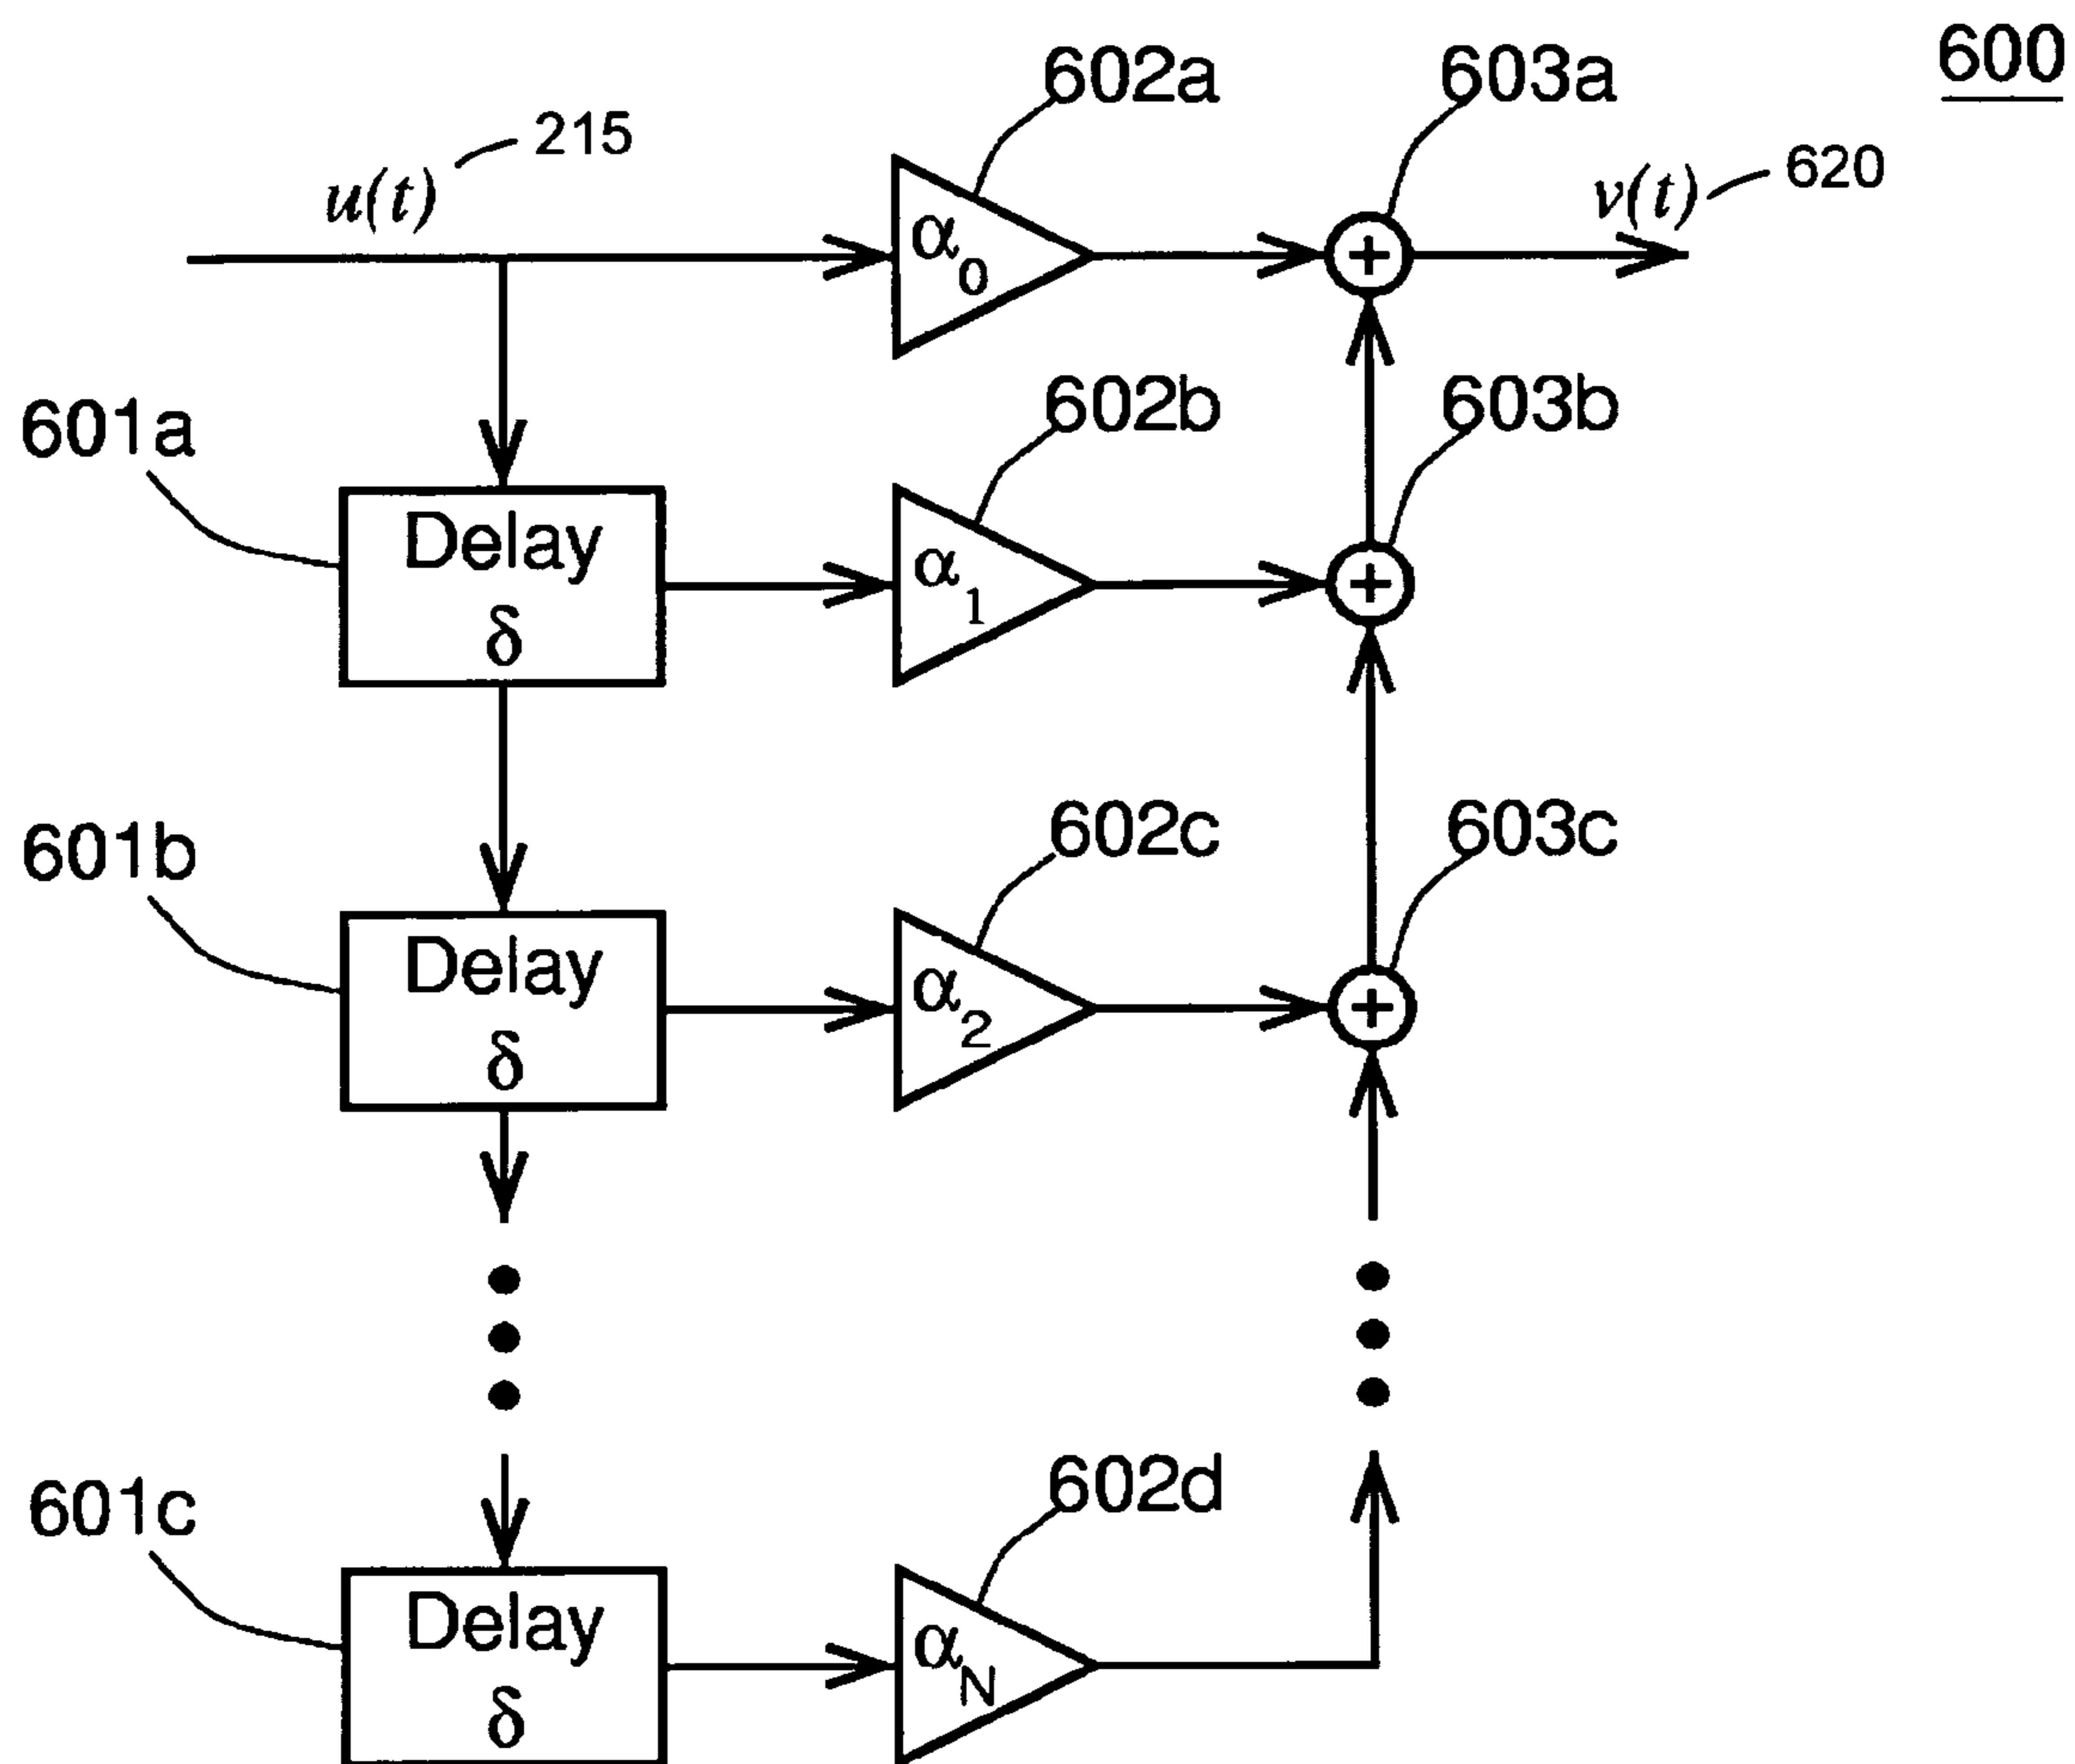 600
602a
603a
215
u(t)
v(t)
620
α0
602b
603b
601a
Delay
δ
α1
602c
603c
601b
Delay
δ
α2
602d
601c
Delay
δ
αN